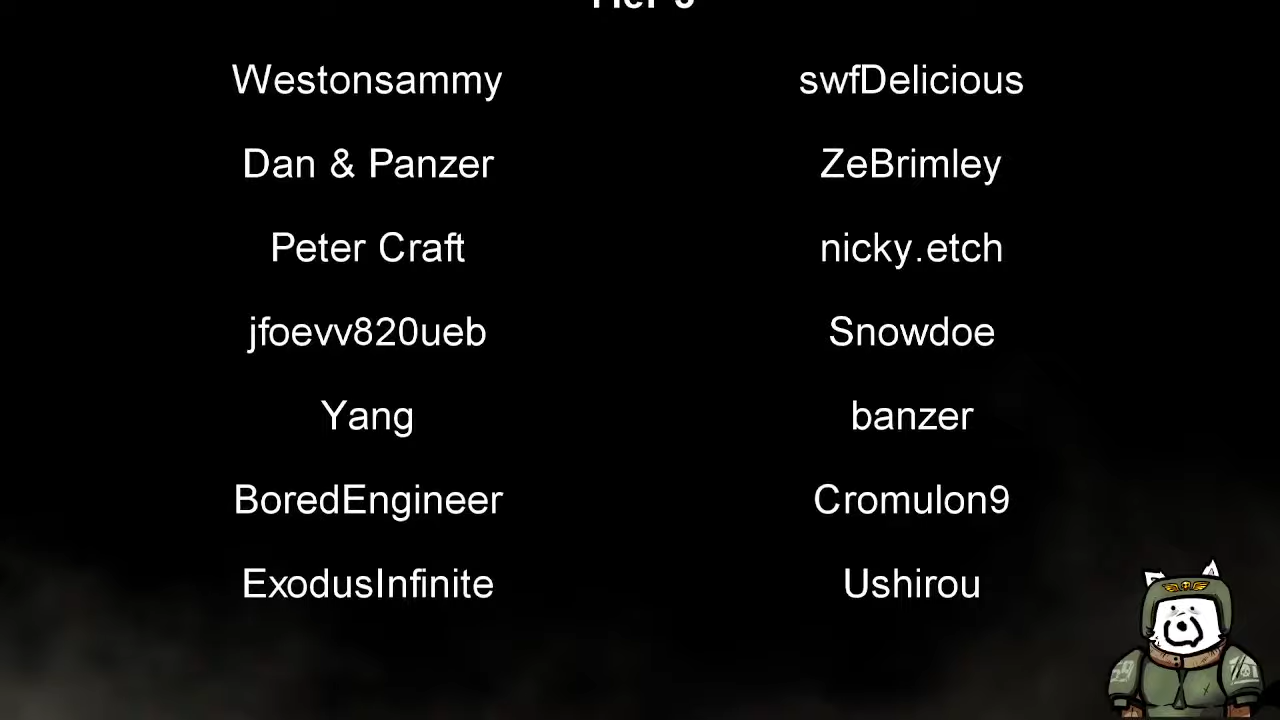 Westonsammy swfDelicious
Dan & Panzer ZeBrimley
Peter Craft nicky.etch
jfoevv820ueb Snowdoe
Yang banzer
BoredEngineer Cromulon9
ExodusInfinite Ushirou